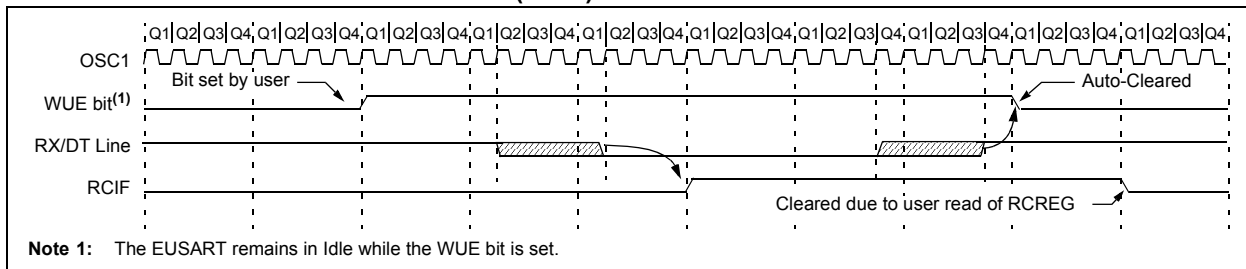 Q1 Q2 Q3 Q4 Q1 Q2 Q3 Q4 Q1 Q2 Q3 Q4 Q1 Q2 Q3 Q4 Q1 Q2 Q3 Q4 Q1 Q2 Q3 Q4 Q1 Q2 Q3 Q4 Q1 Q2 Q3 Q4 Q1 Q2 Q3 Q4 Q1 Q2 Q3 Q4
OSC1
Bit set by user
Auto-Cleared
WUE bit(1)
RX/DT Line
RCIF
Cleared due to user read of RCREG
Note 1: The EUSART remains in Idle while the WUE bit is set.